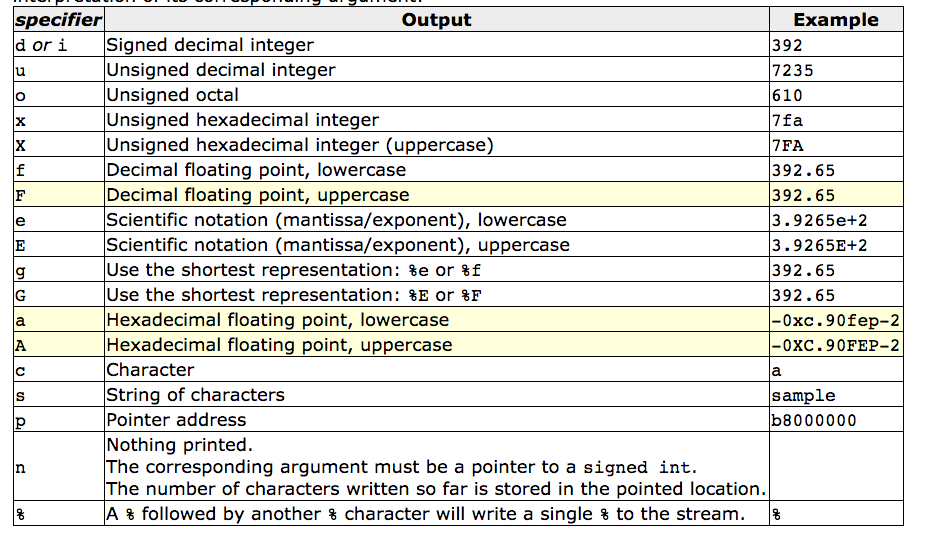 interpretation of its corresponding argument.
specifier Output Example
d or i Signed decimal integer 392
u Unsigned decimal integer 7235
o Unsigned octal 610
x Unsigned hexadecimal integer 7fa
X Unsigned hexadecimal integer (uppercase) 7FA
f Decimal floating point, lowercase 392.65
F Decimal floating point, uppercase 392.65
e Scientific notation (mantissa/exponent), lowercase 3.9265e+2
E Scientific notation (mantissa/exponent), uppercase 3.9265E+2
g Use the shortest representation: %e or %f 392.65
G Use the shortest representation: %E or %F 392.65
a Hexadecimal floating point, lowercase -0xc.90fep-2
A Hexadecimal floating point, uppercase -0XC.90FEP-2
c Character a
s String of characters sample
p Pointer address b8000000
Nothing printed.
n The corresponding argument must be a pointer to a signed int.
The number of characters written so far is stored in the pointed location.
% A % followed by another % character will write a single % to the stream. %